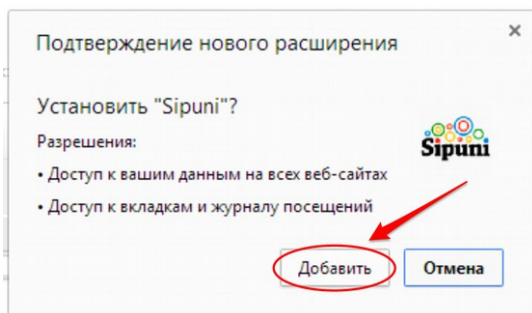 Подтверждение нового расширения
Установить "Sipuni"?
Разрешения:
Sipuni
• Доступ к вашим данным на всех веб-сайтах
• Доступ к вкладкам и журналу посещений
Добавить
Отмена